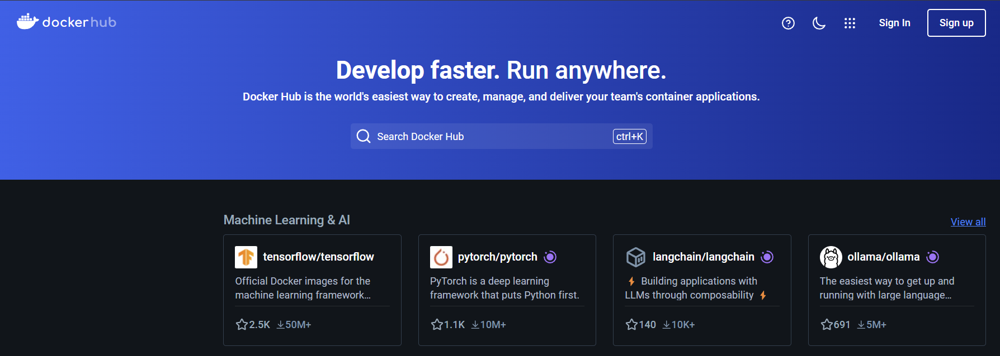 docker hub
Sign In
Sign up
Develop faster. Run anywhere.
Docker Hub is the world's easiest way to create, manage, and deliver your team's container applications.
Search Docker Hub
ctrl+K
Machine Learning & AI
View all
tensorflow/tensorflow
Official Docker images for the
machine learning framework…
2.5K 50M+
pytorch/pytorch
PyTorch is a deep learning
framework that puts Python first.
1.1K 10M+
langchain/langchain
⚡ Building applications with
LLMs through composability ⚡
140 10K+
ollama/ollama
The easiest way to get up and
running with large language…
691 5M+